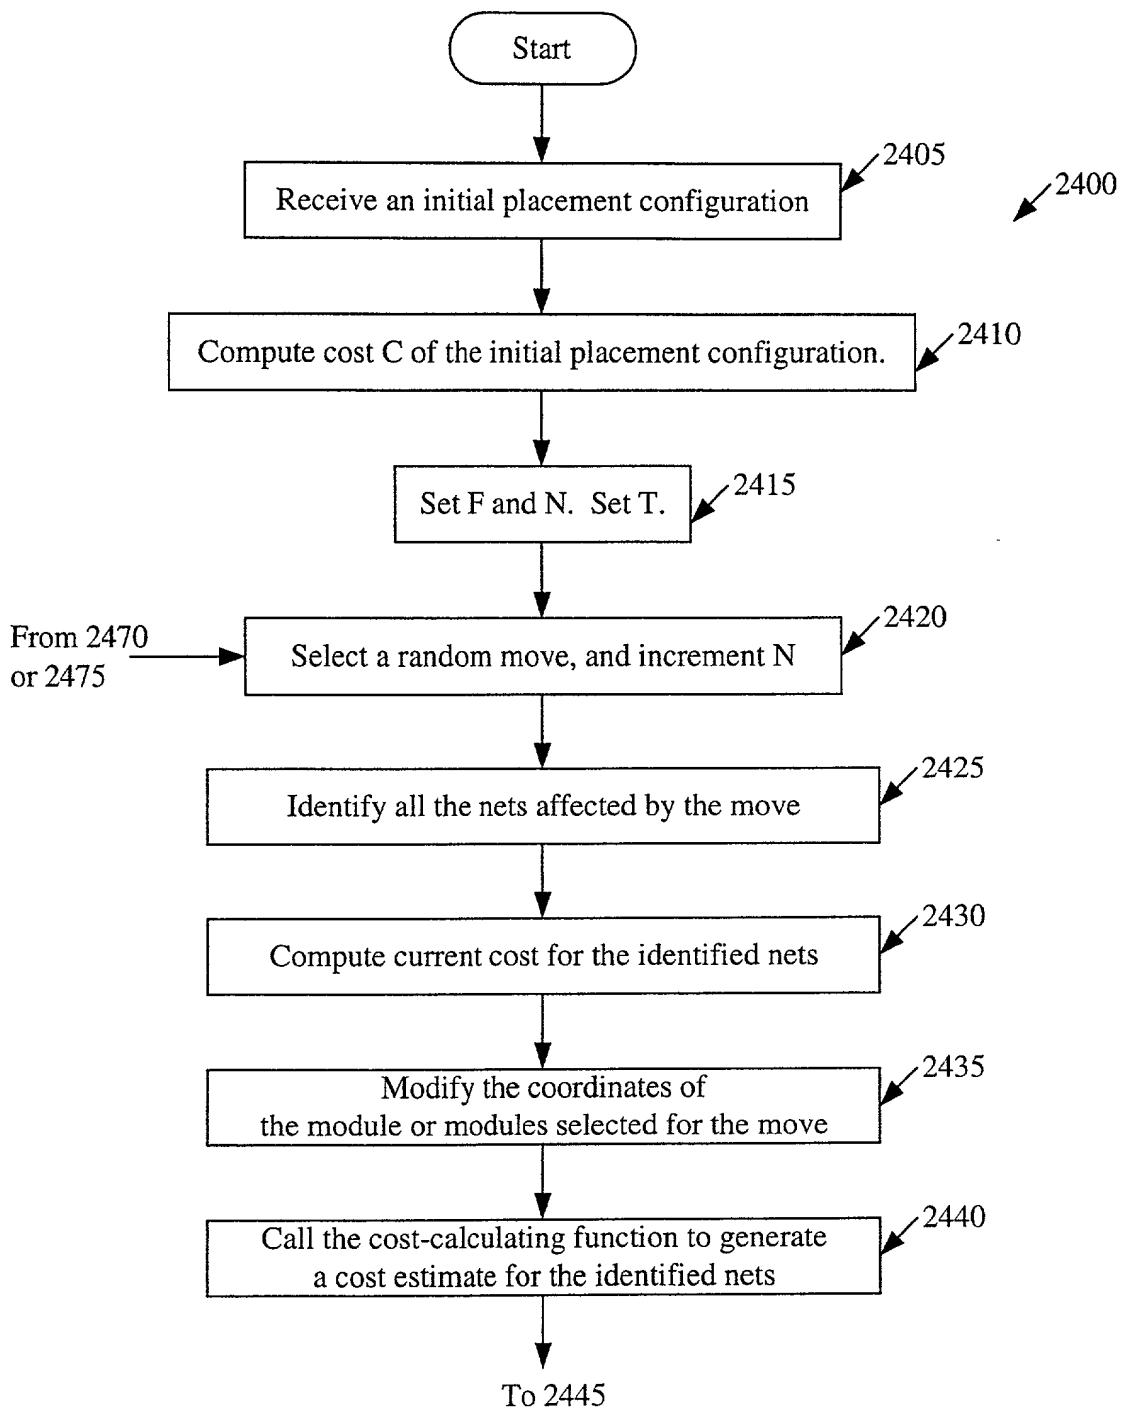 Start
2405
Receive an initial placement configuration
2400
2410
Compute cost C of the initial placement configuration.
2415
Set F and N. Set T.
2420
From 2470
or 2475
Select a random move, and increment N
2425
Identify all the nets affected by the move
2430
Compute current cost for the identified nets
2435
Modify the coordinates of
the module or modules selected for the move
2440
Call the cost-calculating function to generate
a cost estimate for the identified nets
To 2445